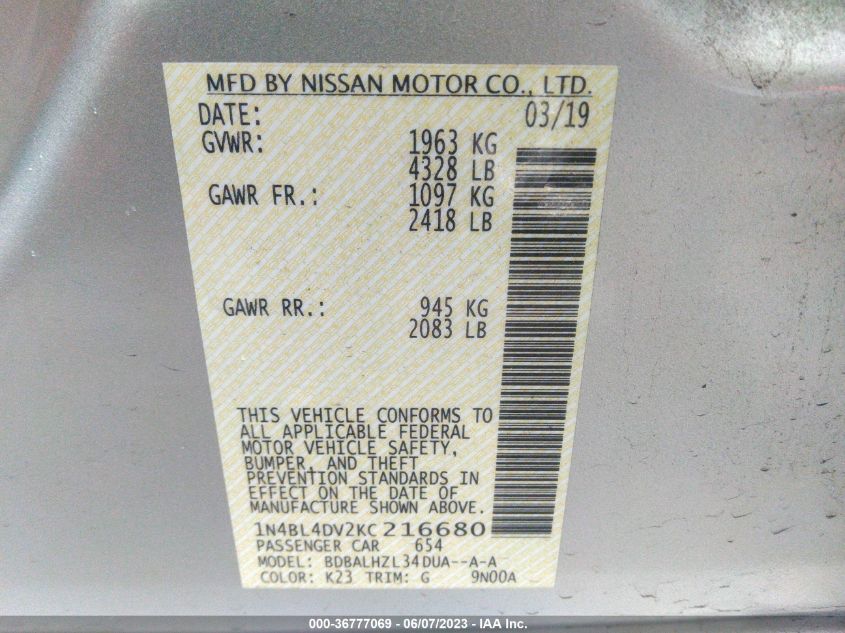 MFD BY NISSAN MOTOR CO., LTD.
DATE: 03/19
GVWR: 1963 KG
4328 LB
GAWR FR.: 1097 KG
2418 LB
GAWR RR.: 945 KG
2083 LB
THIS VEHICLE CONFORMS TO
ALL APPLICABLE FEDERAL
MOTOR VEHICLE SAFETY,
BUMPER, AND THEFT
PREVENTION STANDARDS IN
EFFECT ON THE DATE OF
MANUFACTURE SHOWN ABOVE.
1N4BL4DV2KC216680
PASSENGER CAR 654
MODEL: BDBALHZL34DUA--A-A
COLOR: K23 TRIM: G 9N00A
000-36777069 - 06/07/2023 - IAA Inc.